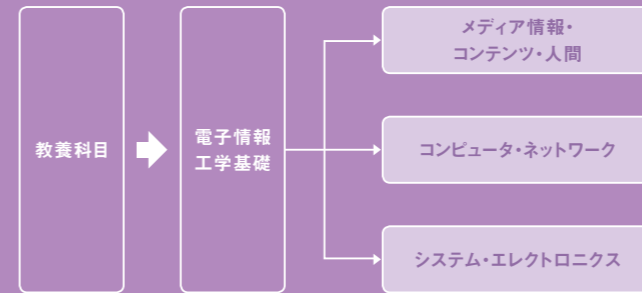 教養科目
電子情報
工学基礎
メディア情報・
コンテンツ・人間
コンピュータ・ネットワーク
システム・エレクトロニクス